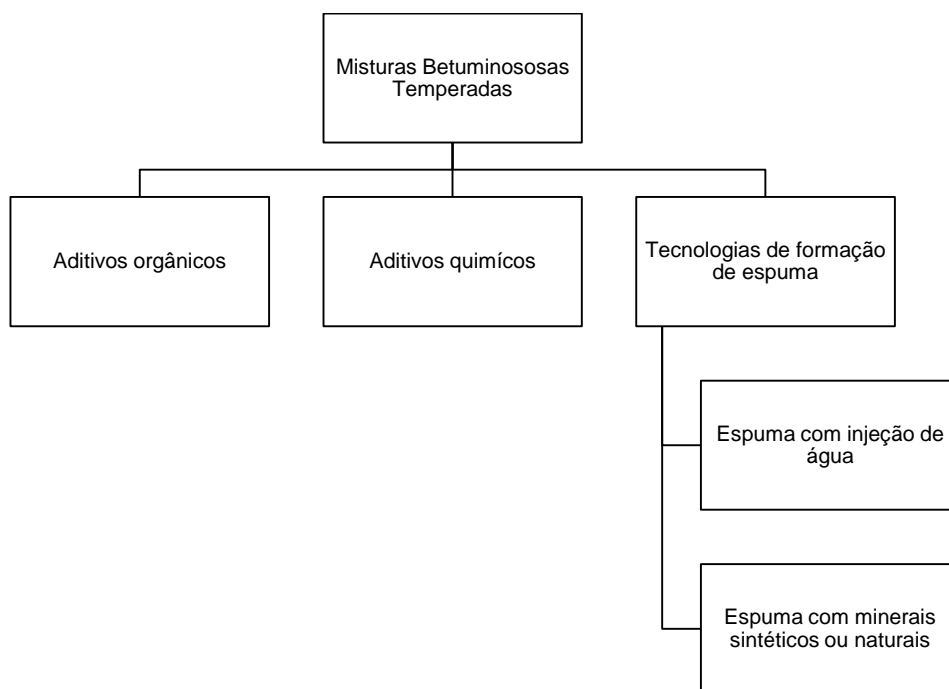 Misturas Betuminososas
Temperadas
Aditivos orgânicos
Aditivos quimícos
Tecnologias de formação
de espuma
Espuma com injeção de
água
Espuma com minerais
sintéticos ou naturais